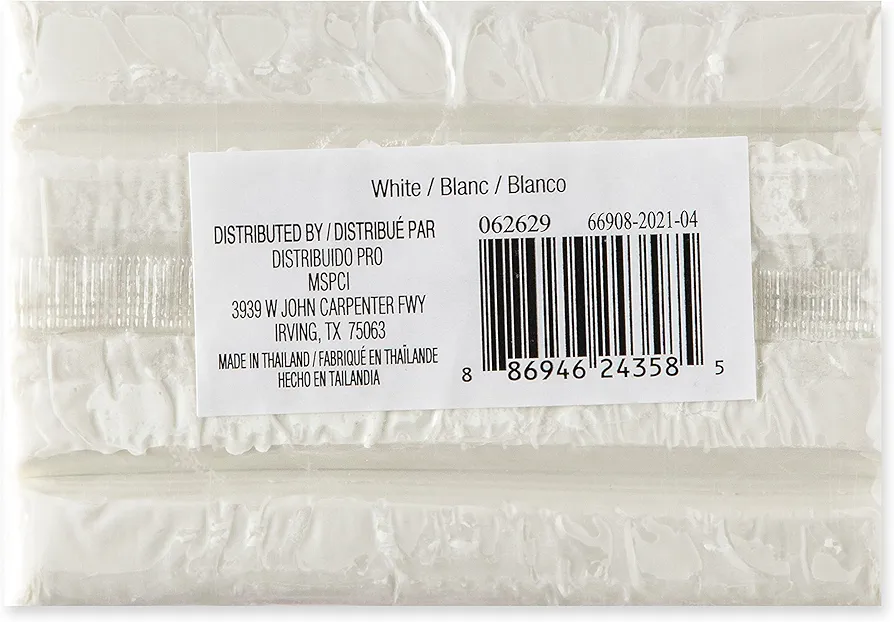 White / Blanc / Blanco
DISTRIBUTED BY / DISTRIBUÉ PAR
DISTRIBUIDO PRO
MSPCI
3939 W JOHN CARPENTER FWY
IRVING, TX 75063
MADE IN THAILAND / FABRIQUÉ EN THAÏLANDE
HECHO EN TAILANDIA
062629 66908-2021-04
8 86946 24358 5